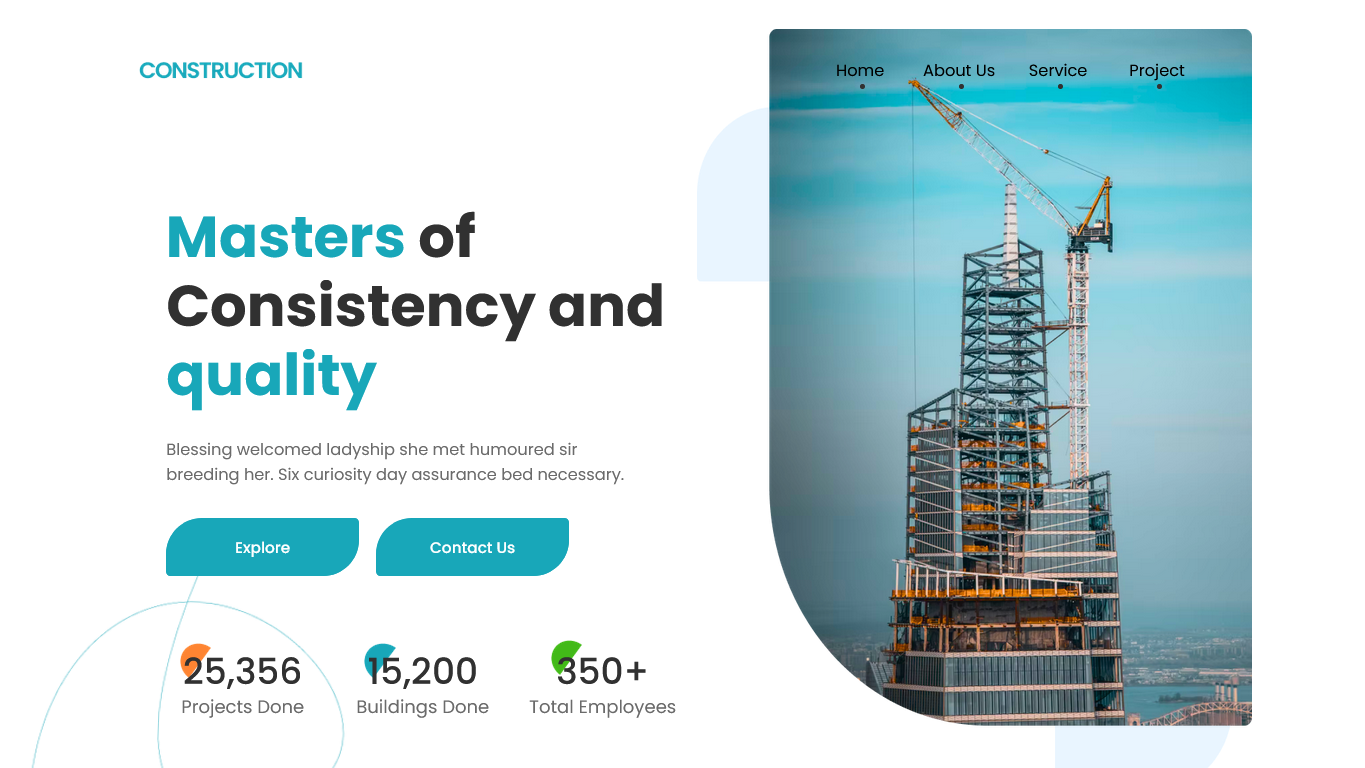 CONSTRUCTION
Home
About Us
Service
Project
Masters of
Consistency and
quality
Blessing welcomed ladyship she met humoured sir
breeding her. Six curiosity day assurance bed necessary.
Explore
Contact Us
25,356
Projects Done
15,200
Buildings Done
350+
Total Employees